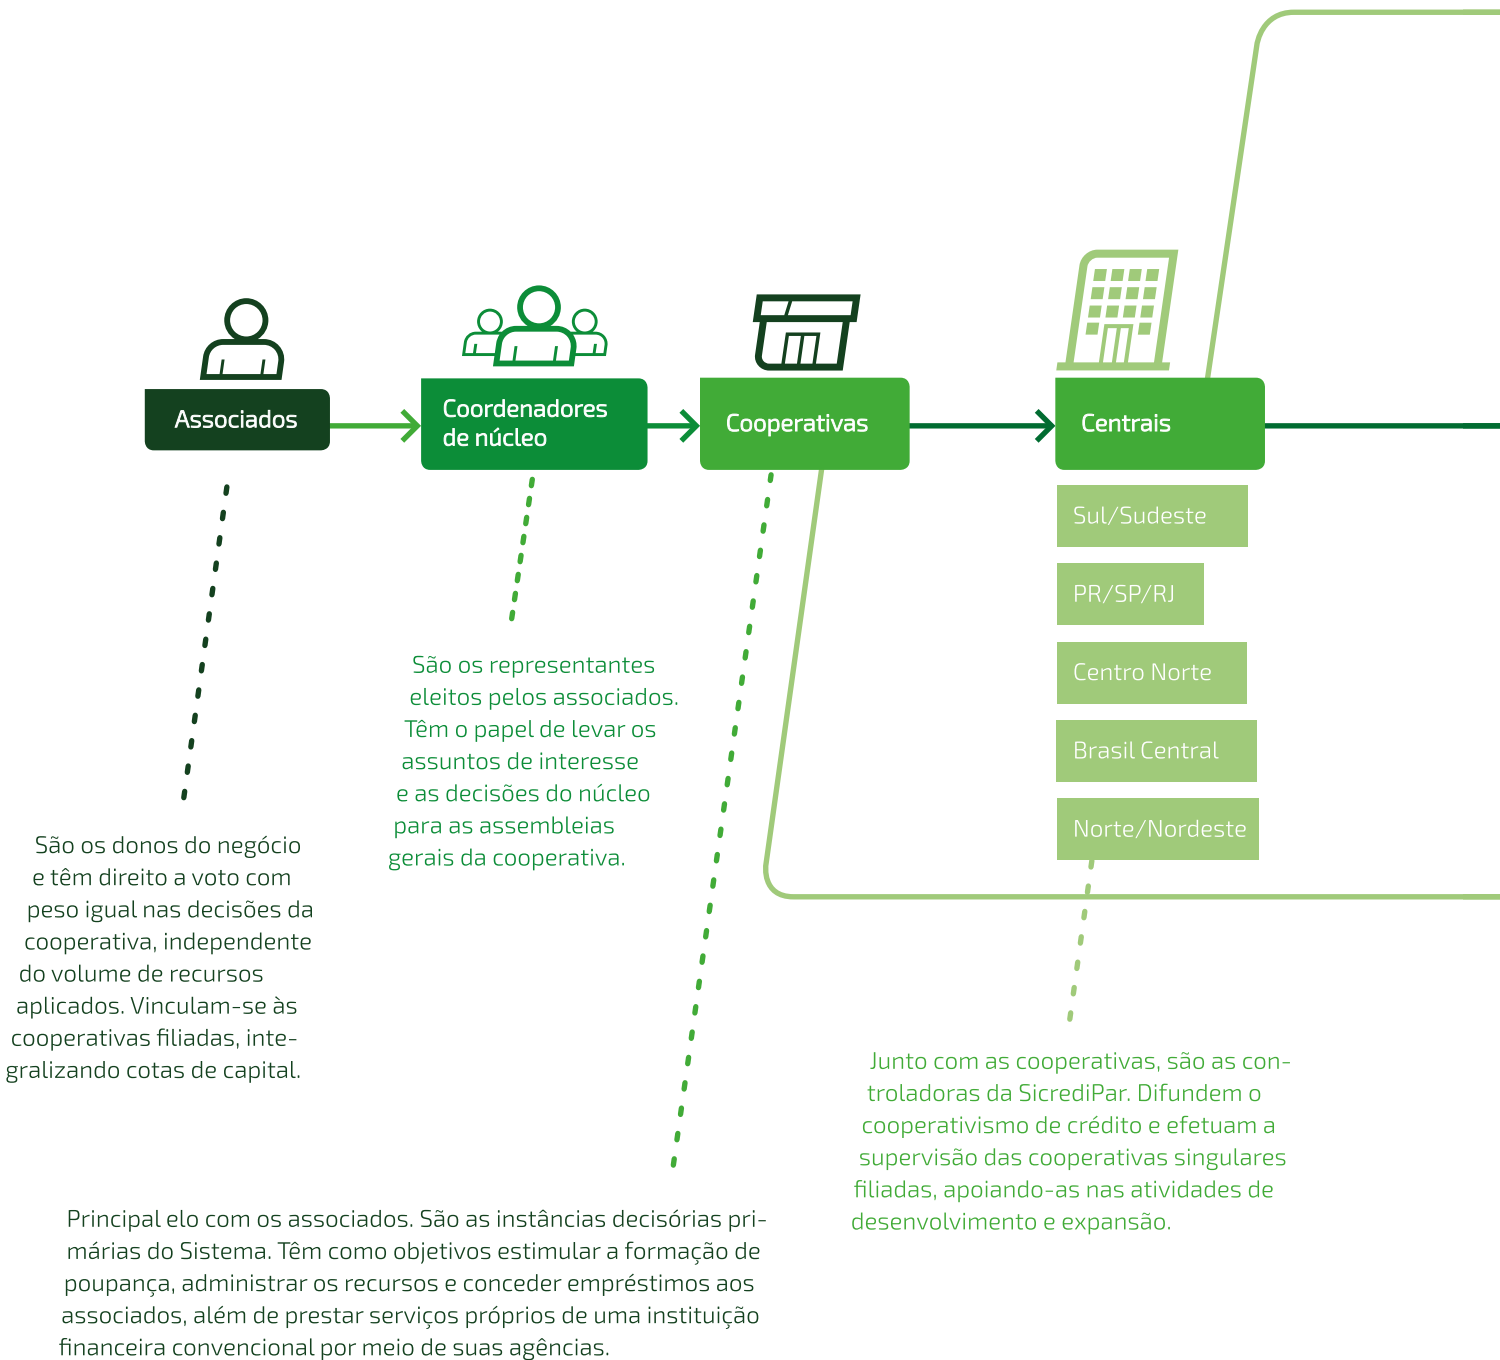 Associados
Coordenadores
de núcleo
Cooperativas
Centrais
Sul/Sudeste
PR/SP/RJ
Centro Norte
Brasil Central
Norte/Nordeste
São os representantes
eleitos pelos associados.
Têm o papel de levar os
assuntos de interesse
e as decisões do núcleo
para as assembleias
gerais da cooperativa.
São os donos do negócio
e têm direito a voto com
peso igual nas decisões da
cooperativa, independente
do volume de recursos
aplicados. Vinculam-se às
cooperativas filiadas, inte-
gralizando cotas de capital.
Junto com as cooperativas, são as con-
troladoras da SicrediPar. Difundem o
cooperativismo de crédito e efetuam a
supervisão das cooperativas singulares
filiadas, apoiando-as nas atividades de
desenvolvimento e expansão.
Principal elo com os associados. São as instâncias decisórias pri-
márias do Sistema. Têm como objetivos estimular a formação de
poupança, administrar os recursos e conceder empréstimos aos
associados, além de prestar serviços próprios de uma instituição
financeira convencional por meio de suas agências.